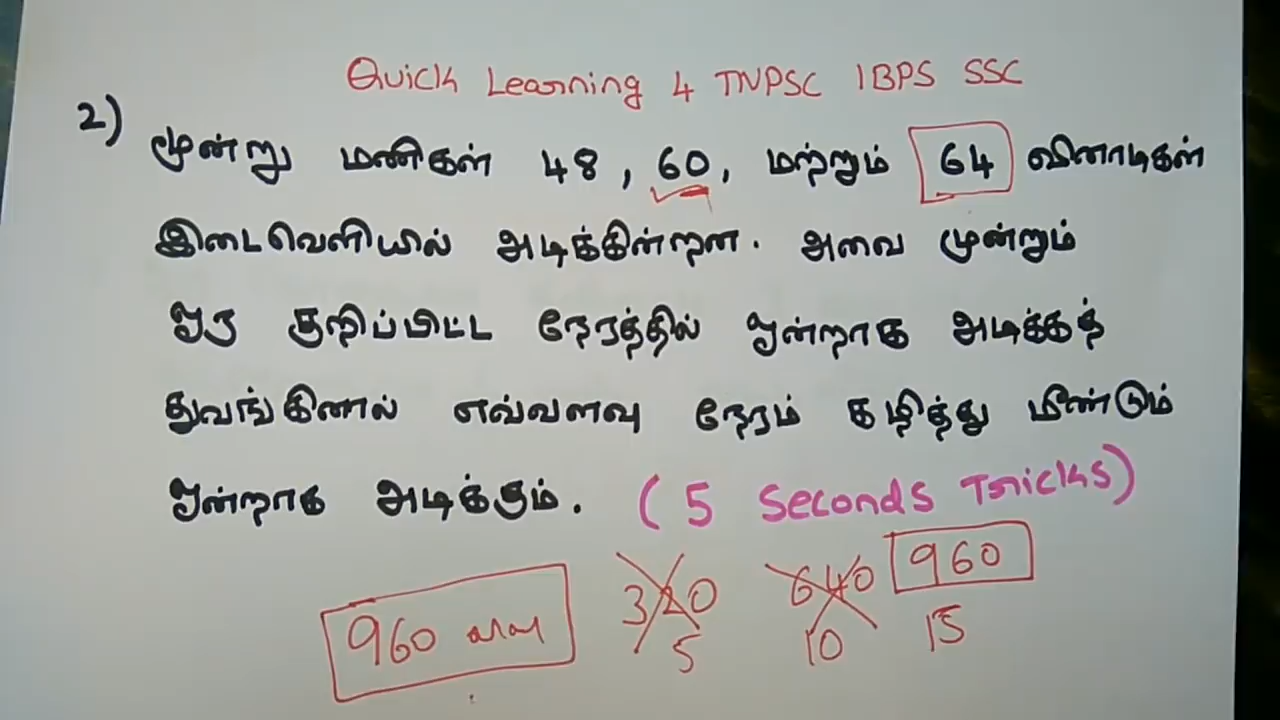 Quick Learning 4 TNPSC IBPS SSC
2) மூன்று மணிகள் 48, 60, மற்றும் 64 வினாடிகள்
இடைவெளியில் அடிக்கின்றன. அவை மூன்றும்
ஒரு குறிப்பிட்ட நேரத்தில் ஒன்றாக அடிக்கத்
துவங்கினால் எவ்வளவு நேரம் கழித்து மீண்டும்
ஒன்றாக அடிக்கும். (5 Seconds Tricks)
960 320 640 960
5 10 15